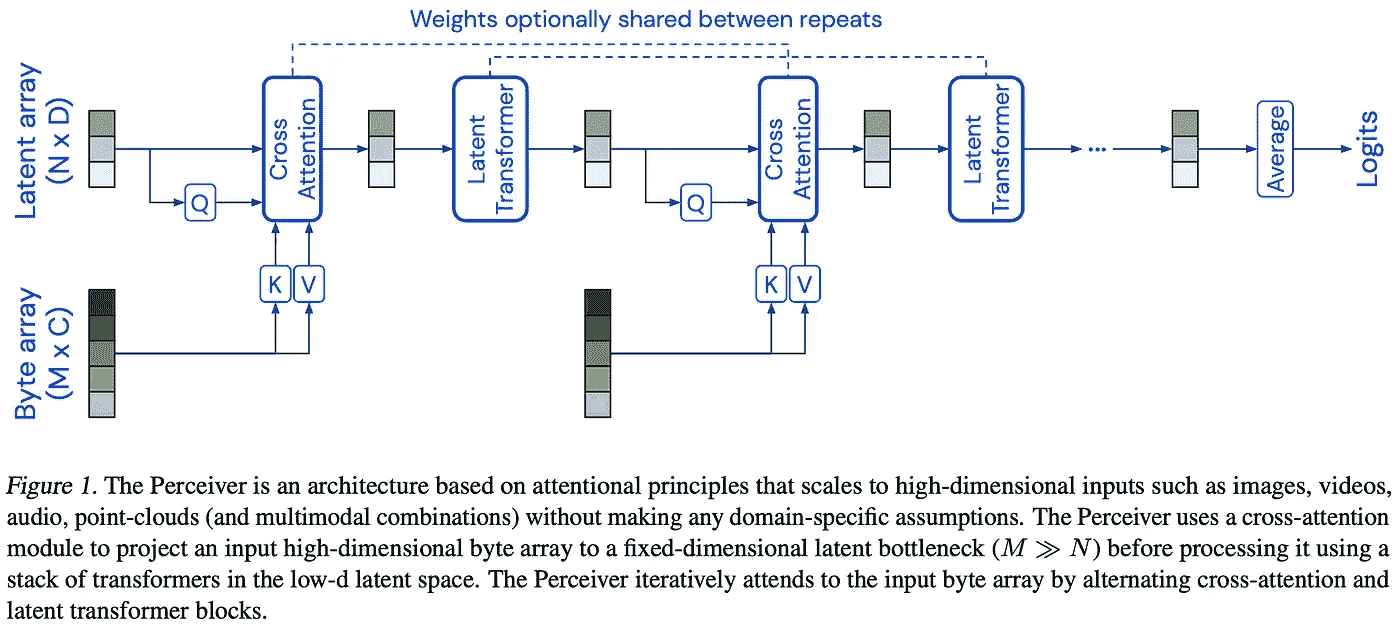 Weights optionally shared between repeats
Latent array
(N x D)
Cross
Attention
Latent
Transformer
Cross
Attention
Latent
Transformer
...
Average
Logits
Q
Q
K
V
K
V
Byte array
(M x C)
Figure 1. The Perceiver is an architecture based on attentional principles that scales to high-dimensional inputs such as images, videos,
audio, point-clouds (and multimodal combinations) without making any domain-specific assumptions. The Perceiver uses a cross-attention
module to project an input high-dimensional byte array to a fixed-dimensional latent bottleneck (M ≫ N) before processing it using a
stack of transformers in the low-d latent space. The Perceiver iteratively attends to the input byte array by alternating cross-attention and
latent transformer blocks.